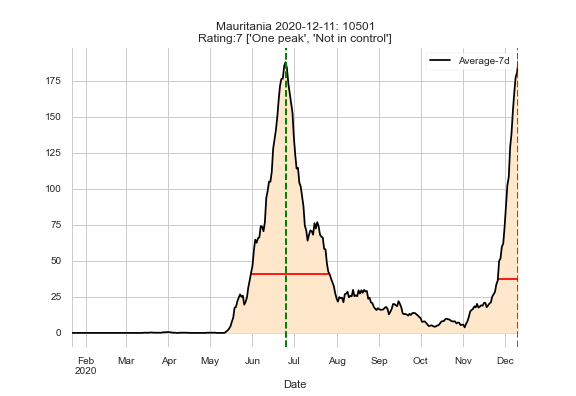 Mauritania 2020-12-11: 10501
Rating:7 ['One peak', 'Not in control']
Average-7d
175
150
125
100
75
50
25
0
Feb Mar Apr May Jun Jul Aug Sep Oct Nov Dec
2020
Date